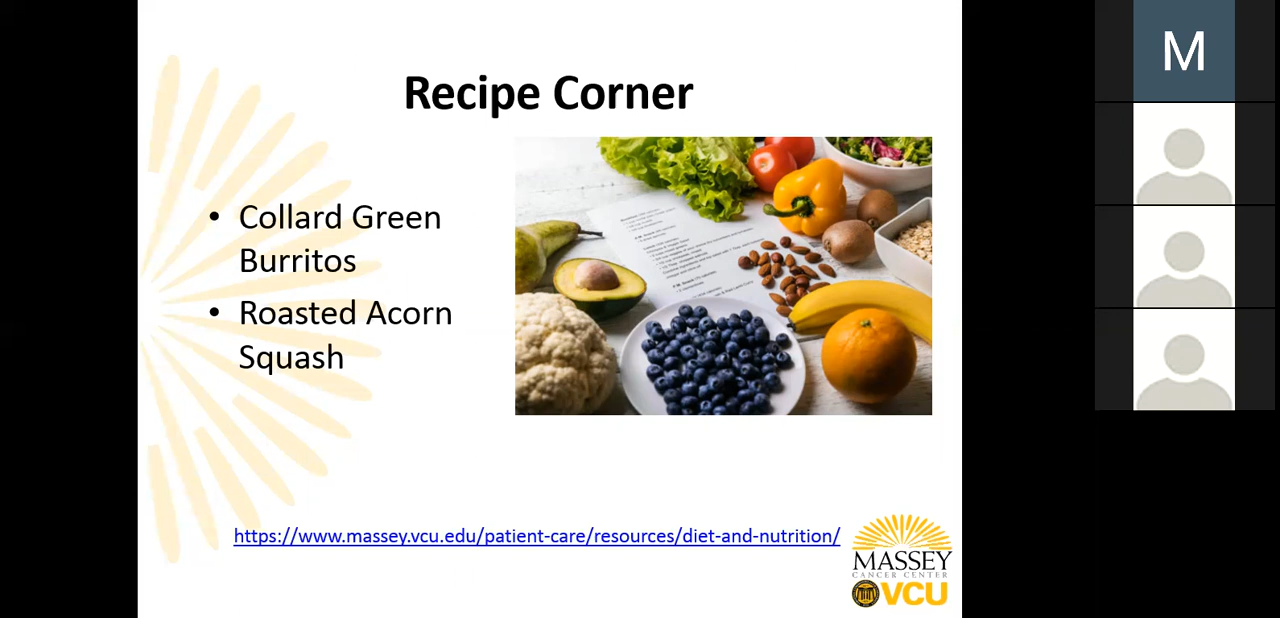 Recipe Corner
• Collard Green
Burritos
• Roasted Acorn
Squash
https://www.massey.vcu.edu/patient-care/resources/diet-and-nutrition/
MASSEY
CANCER CENTER
VCU
M